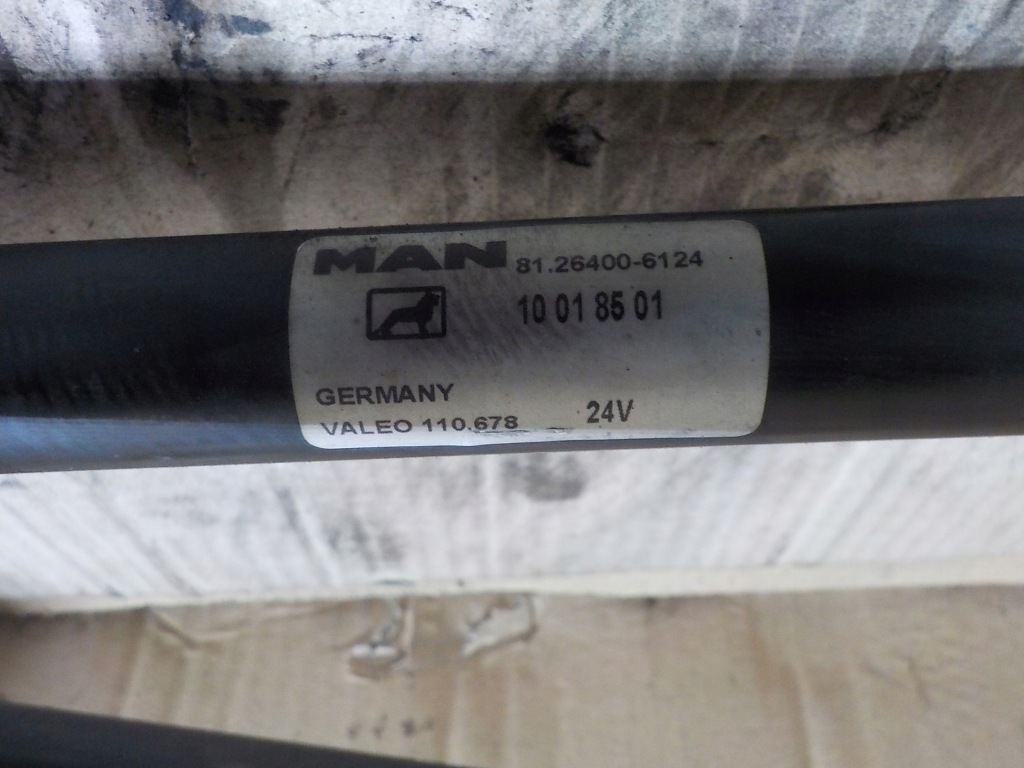 MAN 81.26400-6124
10 01 85 01
GERMANY
VALEO 110.678 24V